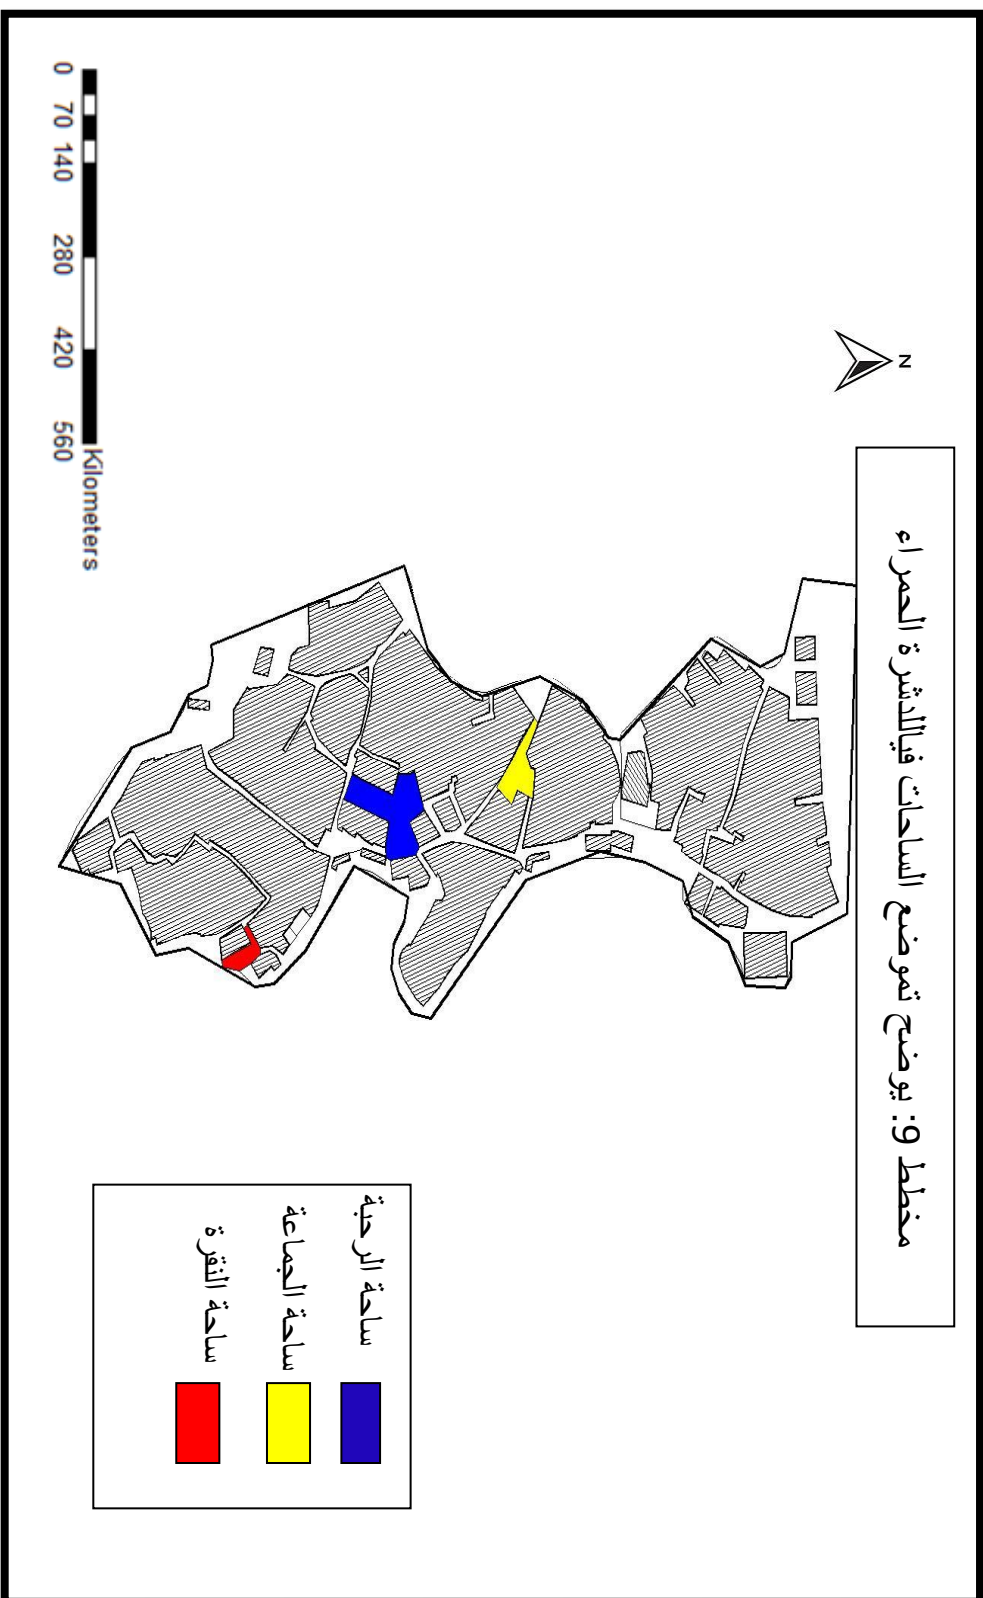 مخطط 9: يوضح تموضع الساحات فياللدشرة الحمراء
N
ساحة الرحبة
ساحة الجماعة
ساحة النقرة
0 70 140 280 420 560
Kilometers